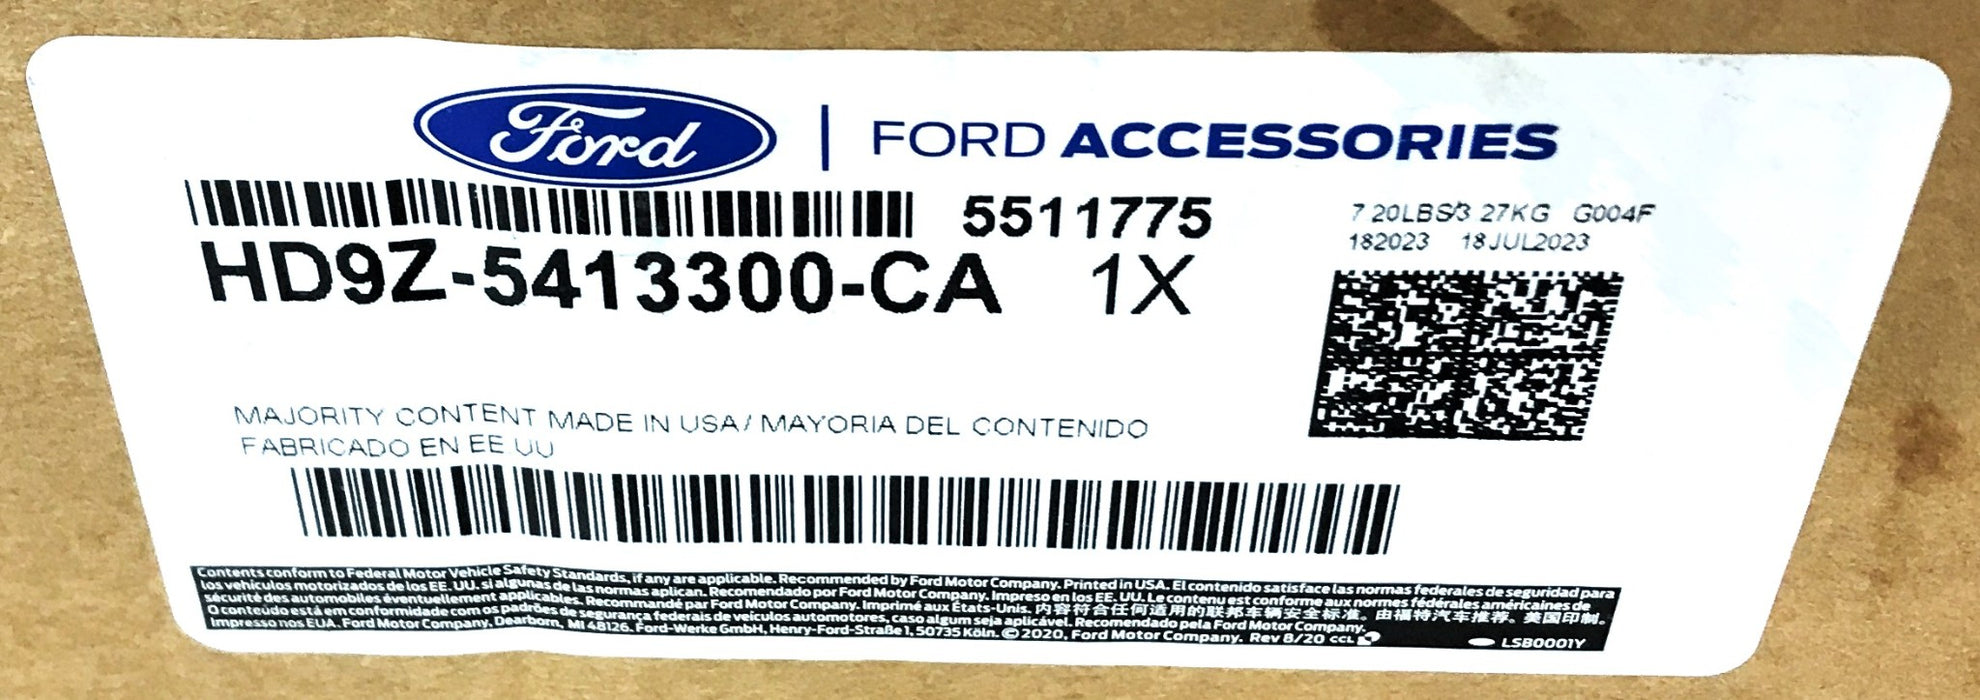 Ford | FORD ACCESSORIES
5511775
HD9Z-5413300-CA 1X
7 20LBS/3 27KG G004F
182023 18JUL2023
MAJORITY CONTENT MADE IN USA/ MAYORIA DEL CONTENIDO
FABRICADO EN EE UU
Contents conform to Federal Motor Vehicle Safety Standards, if any are applicable. Recommended by Ford Motor Company. Printed in USA. El contenido satisface las normas federales de seguridad para
los vehículos motorizados de los EE. UU. si algunas de las normas aplican. Recomendado por Ford Motor Company. Impreso en los EE. UU. Le contenu est conforme aux normes fédérales américaines de
sécurité des automobiles éventuellement applicables. Recommandé par Ford Motor Company. Imprimé aux États-Unis. 内容符合任何适用的联邦车辆安全标准。由福特汽车推荐。美国印制。
O conteúdo está em conformidade com os padrões de segurança federais de veículos automotores, caso algum seja aplicável. Recomendado pela Ford Motor Company.
Impresso nos EUA. Ford Motor Company, Dearborn, MI 48126. Ford-Werke GmbH, Henry-Ford-Straße 1, 50735 Köln. © 2020, Ford Motor Company. Rev 8/20 CCL
LSB0001Y